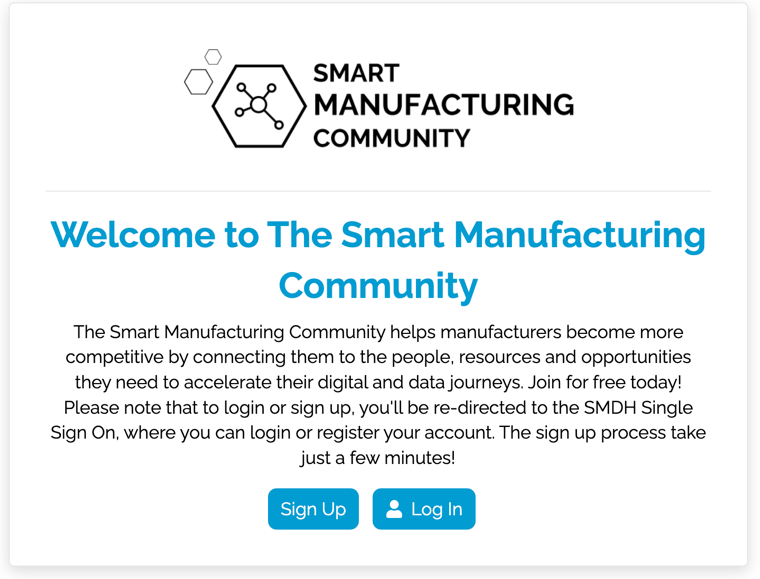 SMART
MANUFACTURING
COMMUNITY
Welcome to The Smart Manufacturing
Community
The Smart Manufacturing Community helps manufacturers become more
competitive by connecting them to the people, resources and opportunities
they need to accelerate their digital and data journeys. Join for free today!
Please note that to login or sign up, you'll be re-directed to the SMDH Single
Sign On, where you can login or register your account. The sign up process take
just a few minutes!
Sign Up
Log In